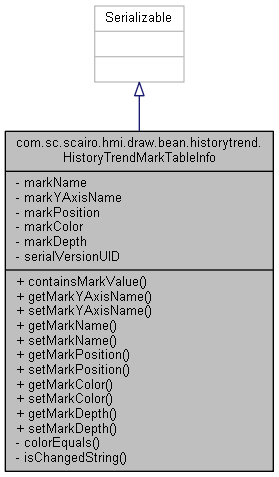 Serializable
com.sc.scairo.hmi.draw.bean.historytrend.
HistoryTrendMarkTableInfo
- markName
- markYAxisName
- markPosition
- markColor
- markDepth
- serialVersionUID
+ containsMarkValue()
+ getMarkYAxisName()
+ setMarkYAxisName()
+ getMarkName()
+ setMarkName()
+ getMarkPosition()
+ setMarkPosition()
+ getMarkColor()
+ setMarkColor()
+ getMarkDepth()
+ setMarkDepth()
- colorEquals()
- isChangedString()